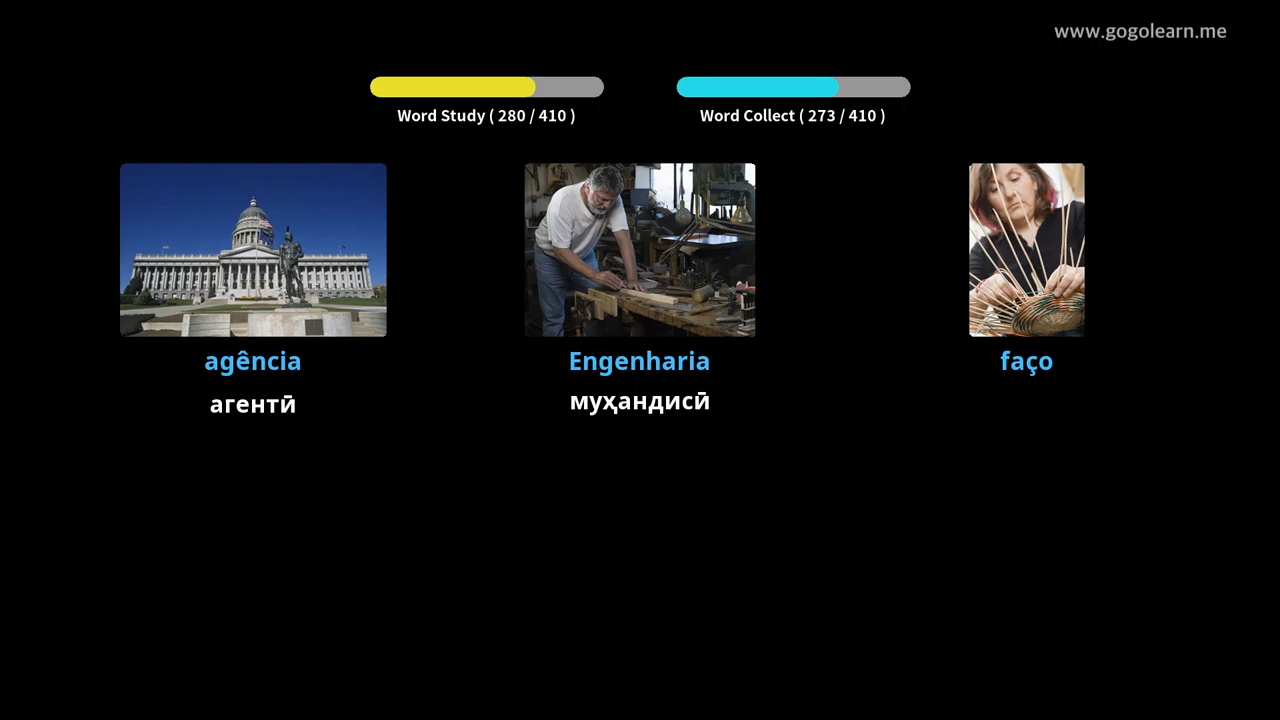 www.gogolearn.me
Word Study ( 280 / 410 )
Word Collect ( 273 / 410 )
agência
Engenharia
faço
агентӣ
муҳандисӣ